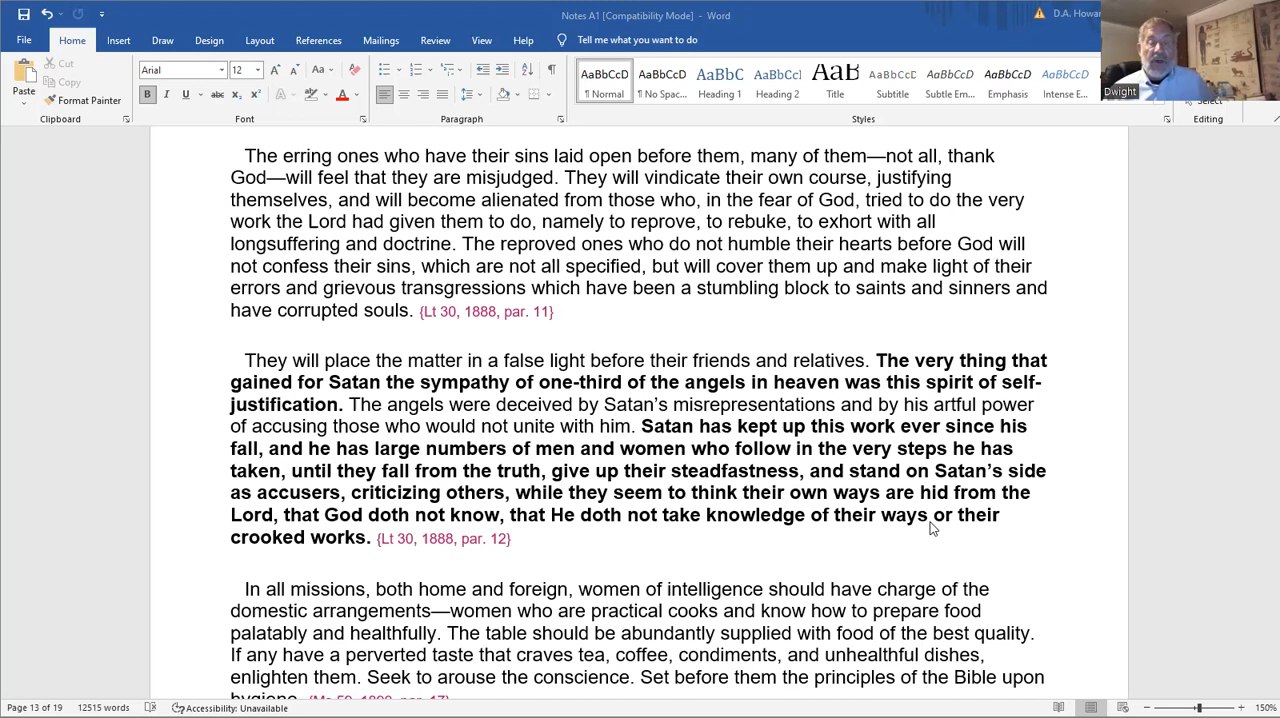 Notes A1 [Compatibility Mode] - Word
D.A. Howar
File Home Insert Draw Design Layout References Mailings Review View Help Tell me what you want to do
Paste
Cut
Copy
Format Painter
Clipboard
Arial 12
Font
Paragraph
AaBbCcD AaBbCcD AaBbC AaBbCcI AaB AaBbCcD AaBbCcD AaBbCcD AaBbCcD
¶ Normal ¶ No Spac... Heading 1 Heading 2 Title Subtitle Subtle Em... Emphasis Intense E...
Styles
Select
Editing
Dwight
The erring ones who have their sins laid open before them, many of them—not all, thank
God—will feel that they are misjudged. They will vindicate their own course, justifying
themselves, and will become alienated from those who, in the fear of God, tried to do the very
work the Lord had given them to do, namely to reprove, to rebuke, to exhort with all
longsuffering and doctrine. The reproved ones who do not humble their hearts before God will
not confess their sins, which are not all specified, but will cover them up and make light of their
errors and grievous transgressions which have been a stumbling block to saints and sinners and
have corrupted souls. {Lt 30, 1888, par. 11}
They will place the matter in a false light before their friends and relatives. The very thing that
gained for Satan the sympathy of one-third of the angels in heaven was this spirit of self-
justification. The angels were deceived by Satan's misrepresentations and by his artful power
of accusing those who would not unite with him. Satan has kept up this work ever since his
fall, and he has large numbers of men and women who follow in the very steps he has
taken, until they fall from the truth, give up their steadfastness, and stand on Satan's side
as accusers, criticizing others, while they seem to think their own ways are hid from the
Lord, that God doth not know, that He doth not take knowledge of their ways or their
crooked works. {Lt 30, 1888, par. 12}
In all missions, both home and foreign, women of intelligence should have charge of the
domestic arrangements—women who are practical cooks and know how to prepare food
palatably and healthfully. The table should be abundantly supplied with food of the best quality.
If any have a perverted taste that craves tea, coffee, condiments, and unhealthful dishes,
enlighten them. Seek to arouse the conscience. Set before them the principles of the Bible upon
hygiene.
Page 13 of 19 12515 words Accessibility: Unavailable 150%